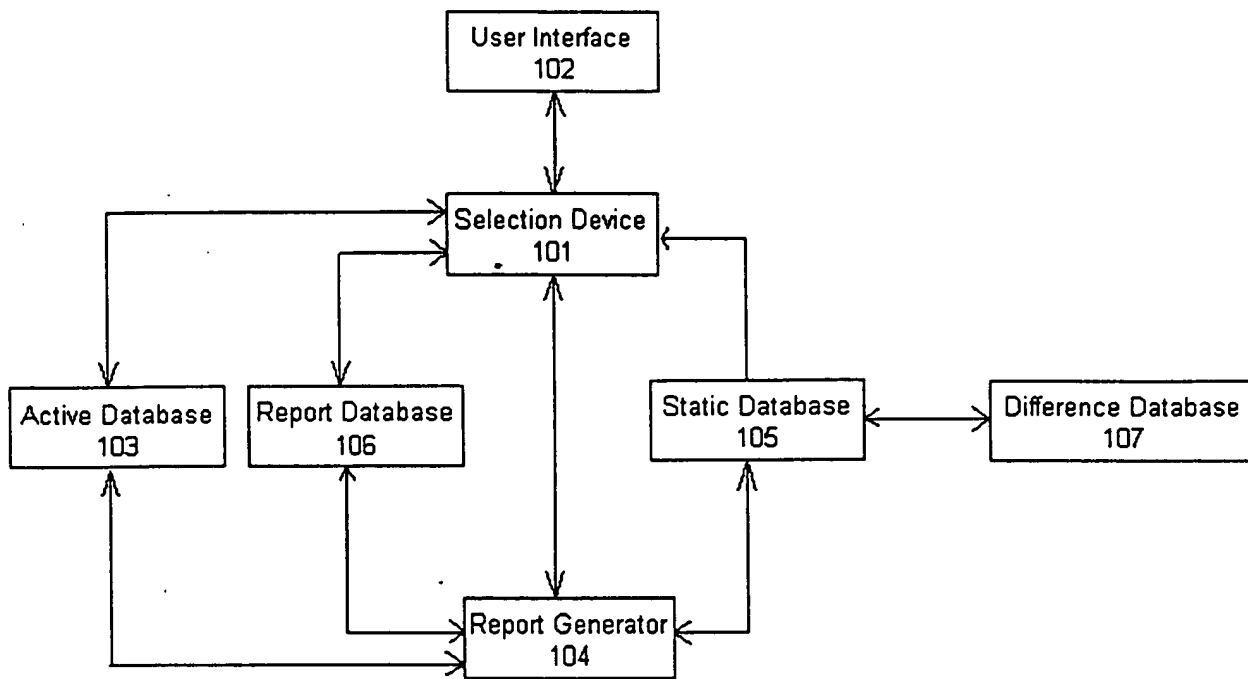 User Interface
102
Selection Device
101
Active Database
103
Report Database
106
Static Database
105
Difference Database
107
Report Generator
104